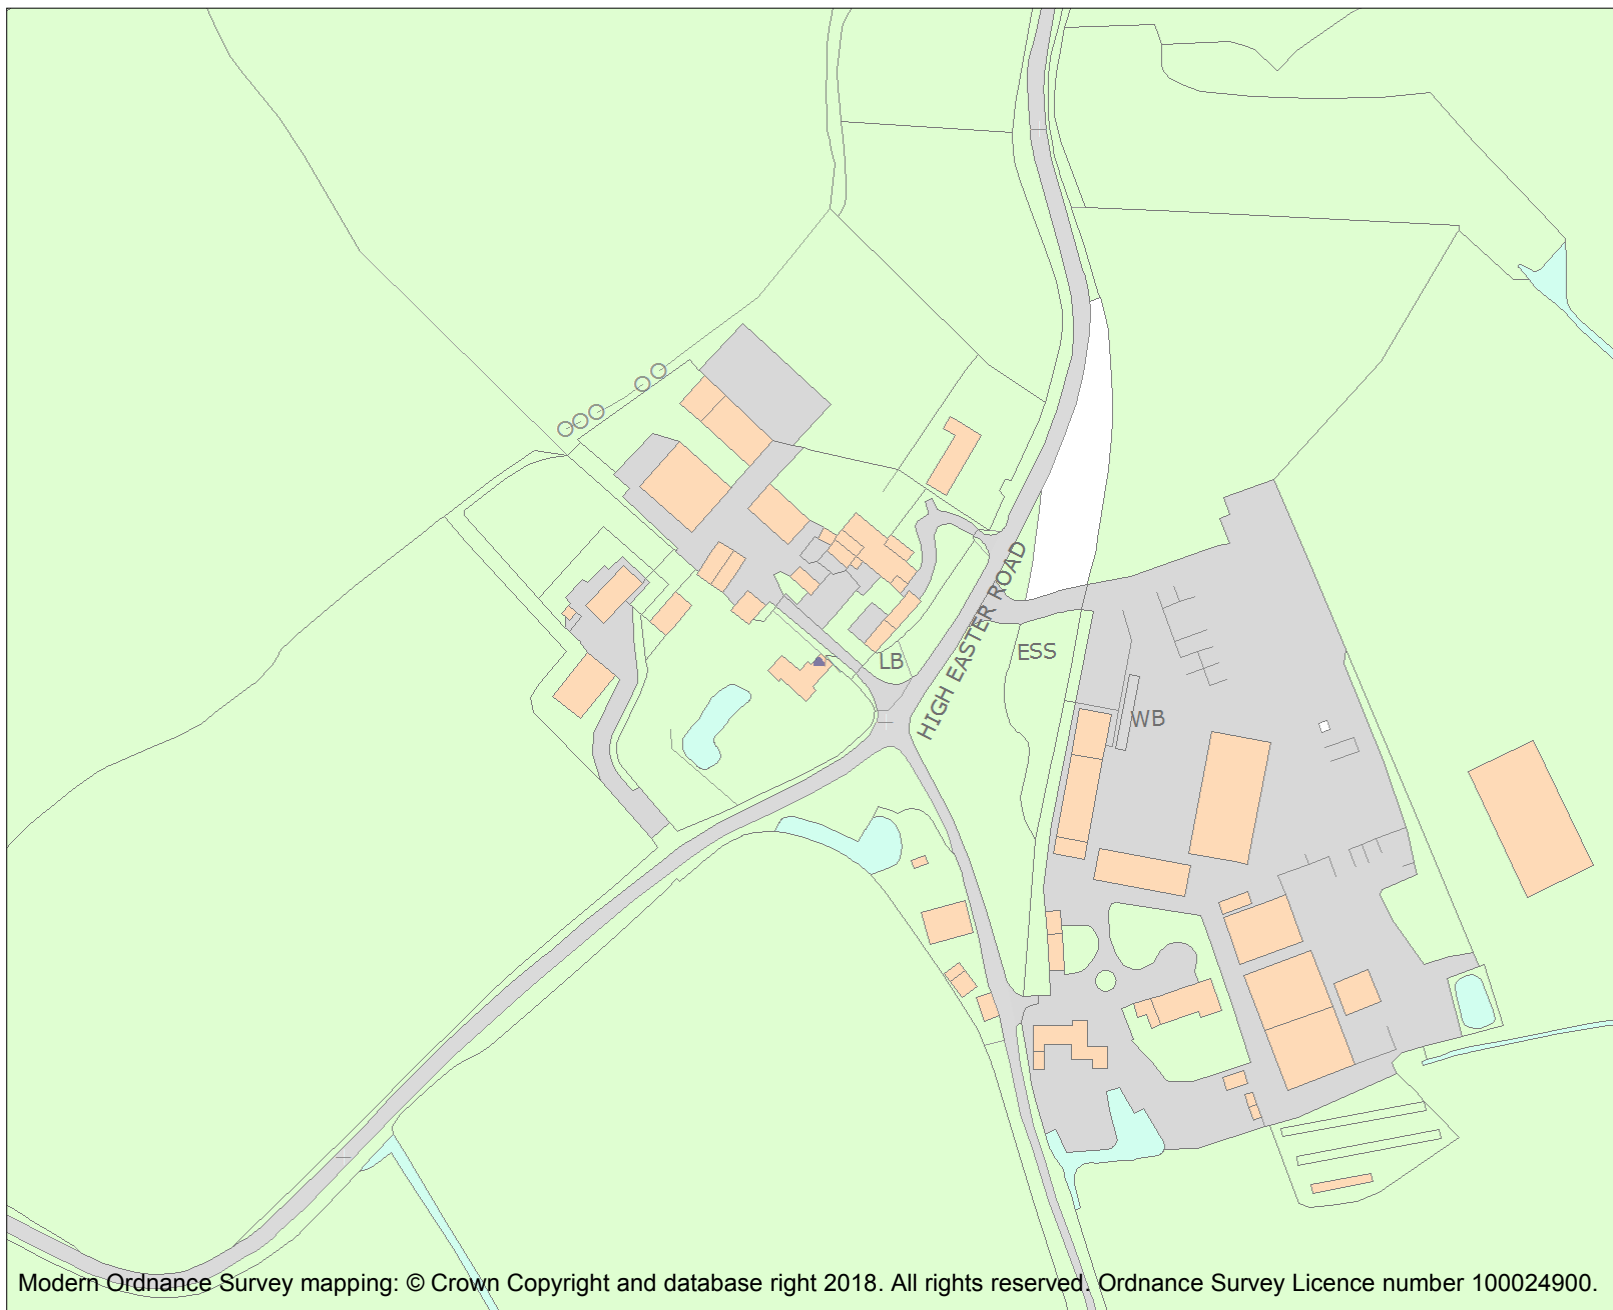 HIGH EASTER ROAD
ESS
LB
WB
Modern Ordnance Survey mapping: © Crown Copyright and database right 2018. All rights reserved. Ordnance Survey Licence number 100024900.